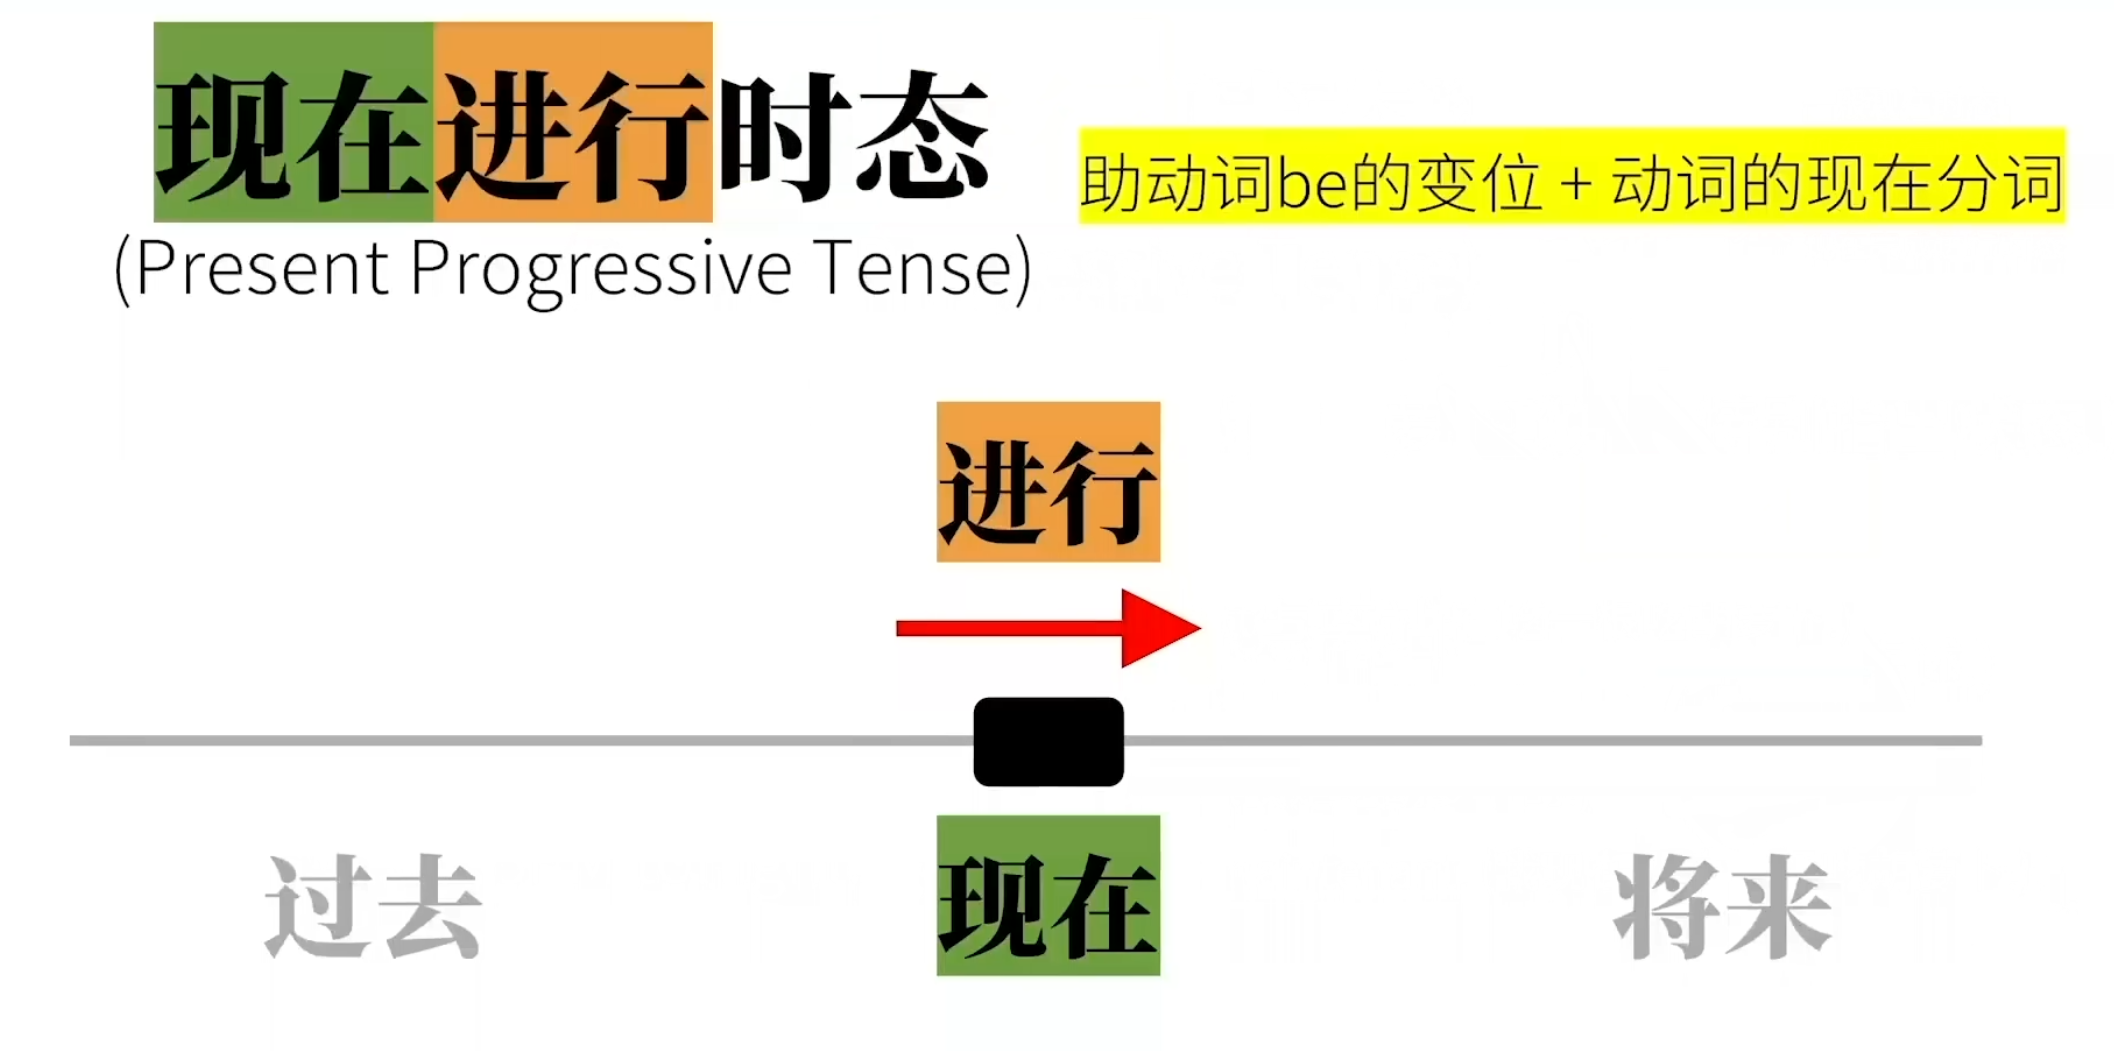 现在进行时态
助动词be的变位 + 动词的现在分词
(Present Progressive Tense)
进行
过去
现在
将来